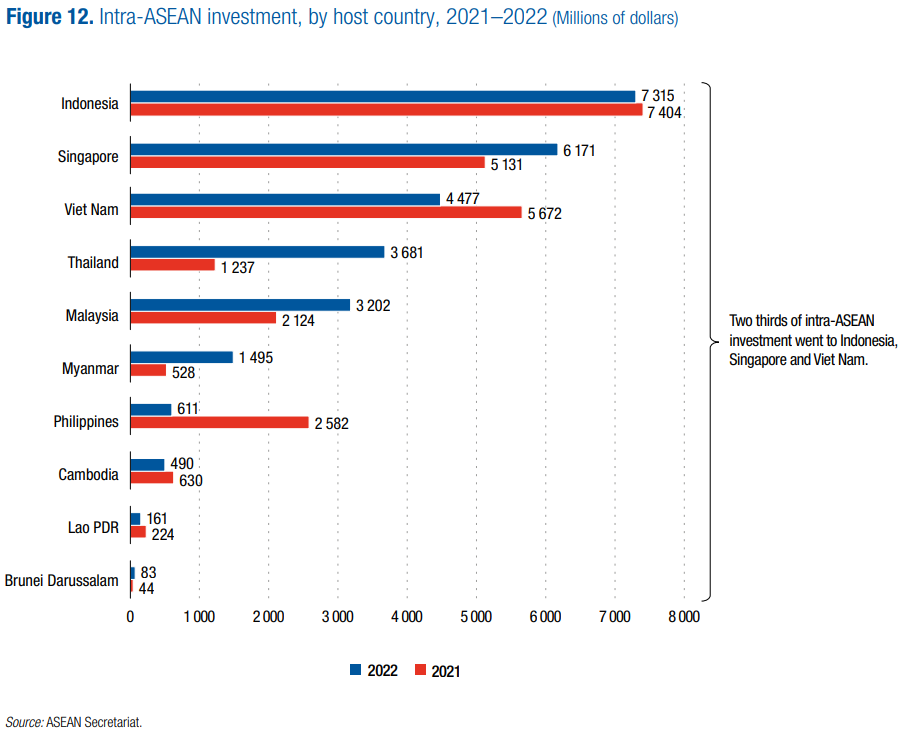 Figure 12. Intra-ASEAN investment, by host country, 2021–2022 (Millions of dollars)
Indonesia
7 315
7 404
Singapore
6 171
5 131
Viet Nam
4 477
5 672
Thailand
3 681
1 237
Malaysia
3 202
2 124
Myanmar
1 495
528
Philippines
611
2 582
Cambodia
490
630
Lao PDR
161
224
Brunei Darussalam
83
44
Two thirds of intra-ASEAN
investment went to Indonesia,
Singapore and Viet Nam.
0 1 000 2 000 3 000 4 000 5 000 6 000 7 000 8 000
2022 2021
Source: ASEAN Secretariat.